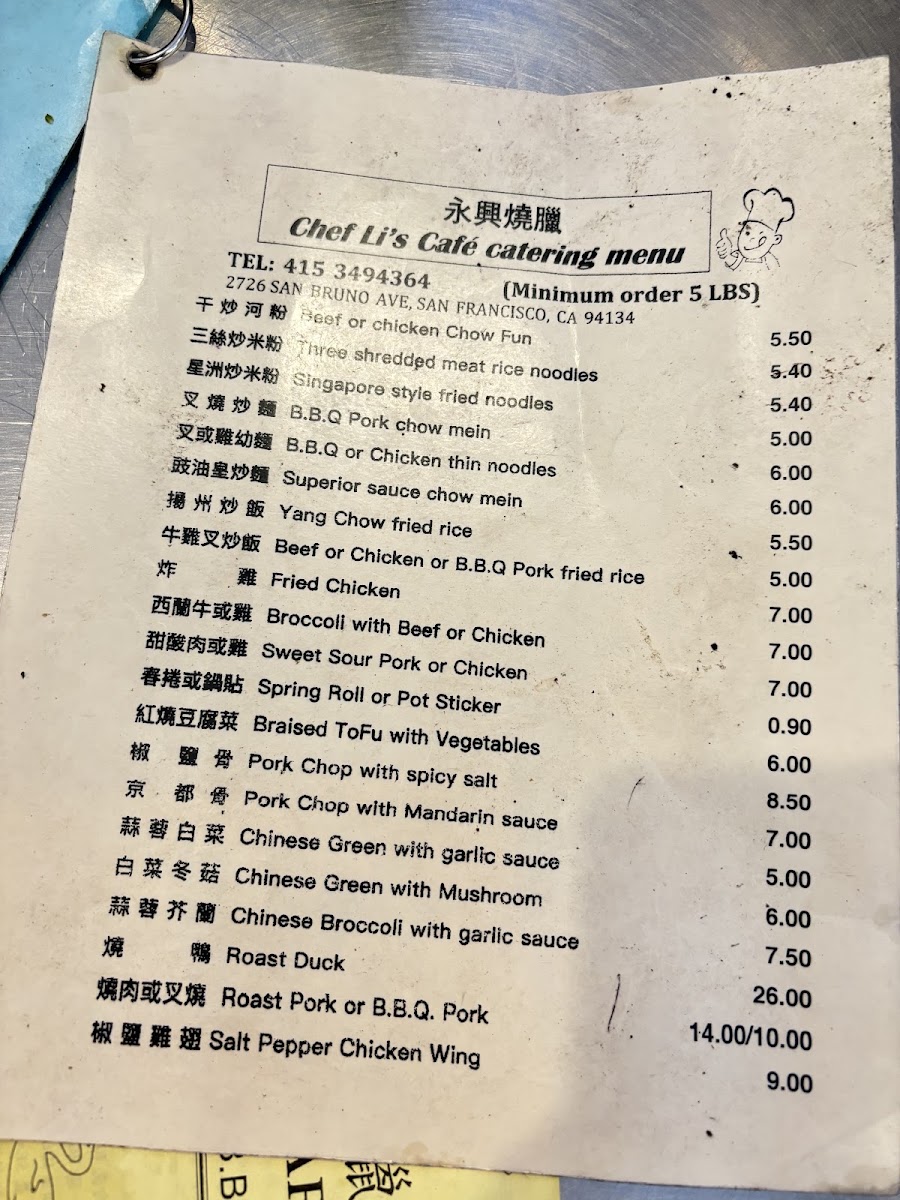 永興燒臘
Chef Li's Café catering menu
TEL: 415 3494364 (Minimum order 5 LBS)
2726 SAN BRUNO AVE, SAN FRANCISCO, CA 94134
干炒河粉 Beef or chicken Chow Fun 5.50
三絲炒米粉 Three shredded meat rice noodles 5.40
星洲炒米粉 Singapore style fried noodles 5.40
叉燒炒麵 B.B.Q Pork chow mein 5.00
叉或雞幼麵 B.B.Q or Chicken thin noodles 6.00
豉油皇炒麵 Superior sauce chow mein 6.00
揚州炒飯 Yang Chow fried rice 5.50
牛雞叉炒飯 Beef or Chicken or B.B.Q Pork fried rice 5.00
炸雞 Fried Chicken 7.00
西蘭牛或雞 Broccoli with Beef or Chicken 7.00
甜酸肉或雞 Sweet Sour Pork or Chicken 7.00
春捲或鍋貼 Spring Roll or Pot Sticker 0.90
紅燒豆腐菜 Braised ToFu with Vegetables 6.00
椒鹽骨 Pork Chop with spicy salt 8.50
京都骨 Pork Chop with Mandarin sauce 7.00
蒜蓉白菜 Chinese Green with garlic sauce 5.00
白菜冬菇 Chinese Green with Mushroom 6.00
蒜蓉芥蘭 Chinese Broccoli with garlic sauce 7.50
燒鴨 Roast Duck 26.00
燒肉或叉燒 Roast Pork or B.B.Q. Pork 14.00/10.00
椒鹽雞翅 Salt Pepper Chicken Wing 9.00